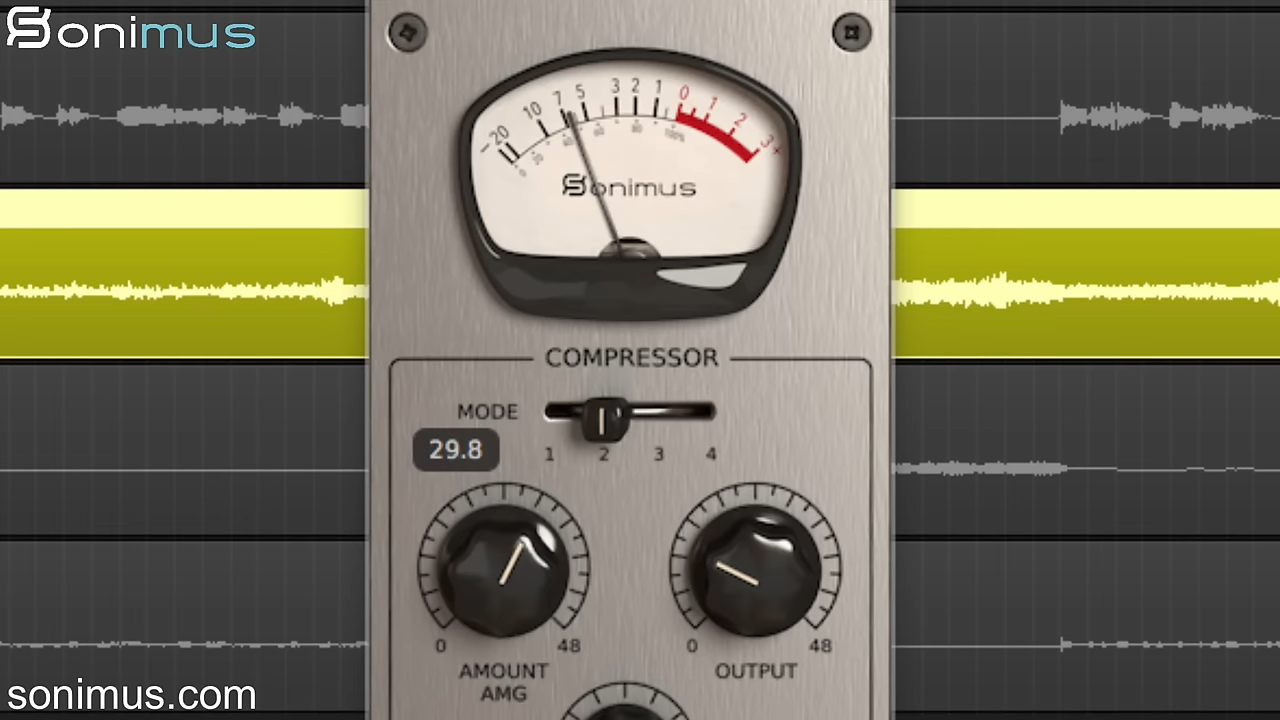 Sonimus
20 10 7 5 3 2 1 0 1 2 3+
Sonimus
COMPRESSOR
MODE
29.8
1 2 3 4
0 48 0 48
AMOUNT OUTPUT
AMG
sonimus.com